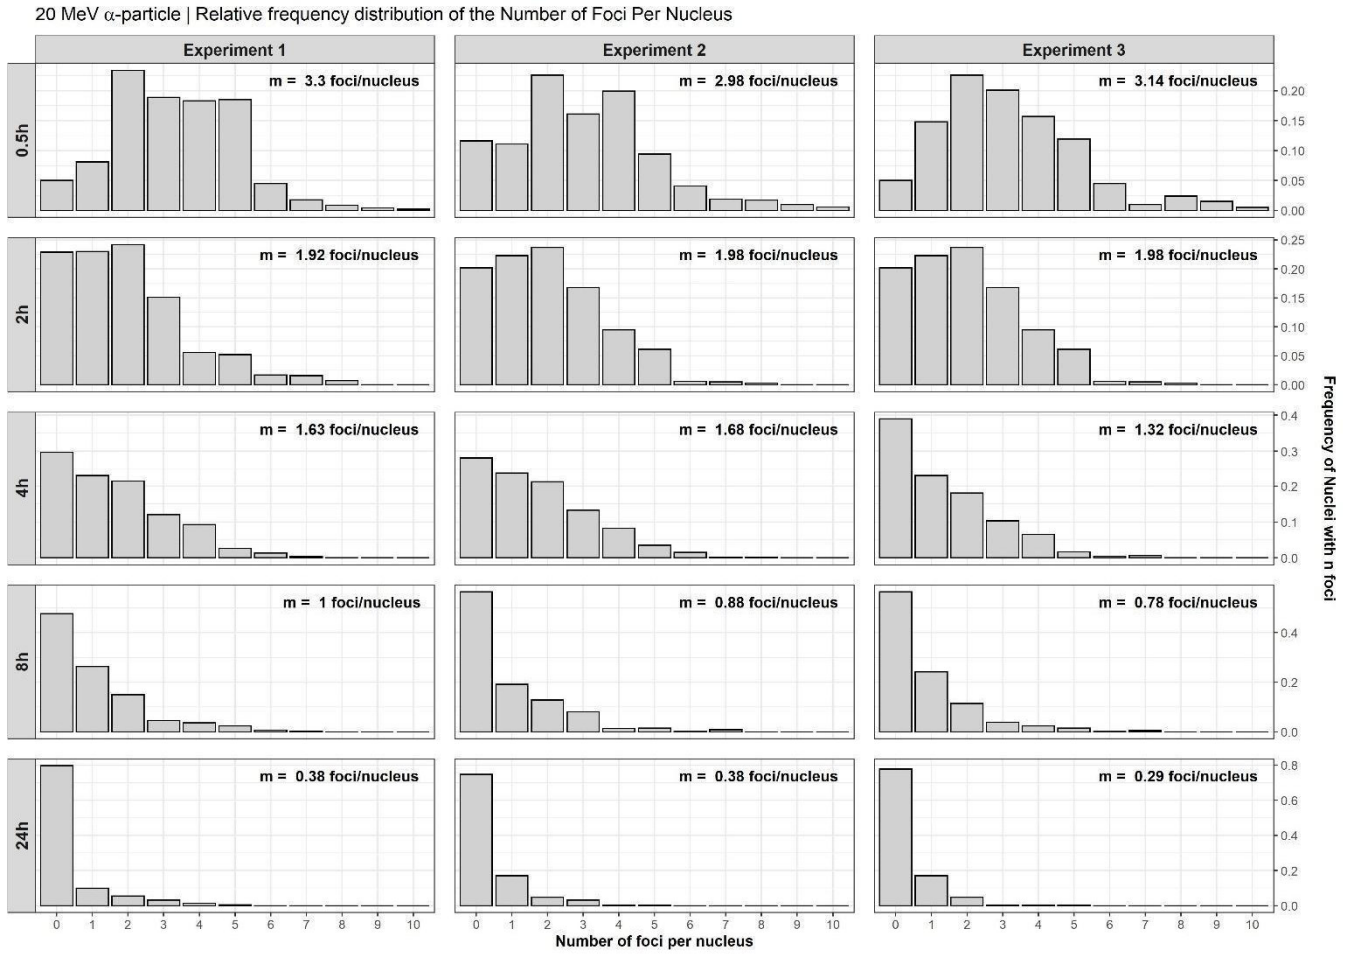 20 MeV α-particle | Relative frequency distribution of the Number of Foci Per Nucleus
Experiment 1
Experiment 2
Experiment 3
0.5h
m = 3.3 foci/nucleus
m = 2.98 foci/nucleus
m = 3.14 foci/nucleus
0.20
0.15
0.10
0.05
0.00
2h
m = 1.92 foci/nucleus
m = 1.98 foci/nucleus
m = 1.98 foci/nucleus
0.25
0.20
0.15
0.10
0.05
0.00
4h
m = 1.63 foci/nucleus
m = 1.68 foci/nucleus
m = 1.32 foci/nucleus
0.4
0.3
0.2
0.1
0.0
8h
m = 1 foci/nucleus
m = 0.88 foci/nucleus
m = 0.78 foci/nucleus
0.4
0.2
0.0
24h
m = 0.38 foci/nucleus
m = 0.38 foci/nucleus
m = 0.29 foci/nucleus
0.8
0.6
0.4
0.2
0.0
Frequency of Nuclei with n foci
0 1 2 3 4 5 6 7 8 9 10
0 1 2 3 4 5 6 7 8 9 10
0 1 2 3 4 5 6 7 8 9 10
Number of foci per nucleus